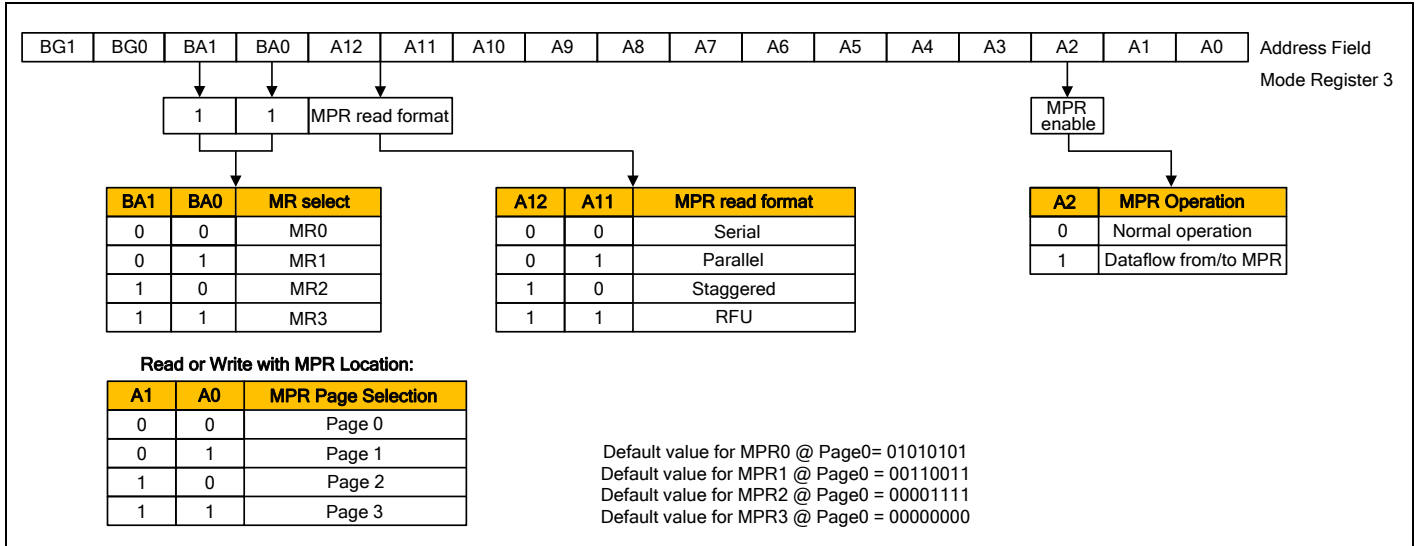 BG1 BG0 BA1 BA0 A12 A11 A10 A9 A8 A7 A6 A5 A4 A3 A2 A1 A0 Address Field
Mode Register 3
1 1 MPR read format
MPR
enable
BA1 BA0 MR select
0 0 MR0
0 1 MR1
1 0 MR2
1 1 MR3
A12 A11 MPR read format
0 0 Serial
0 1 Parallel
1 0 Staggered
1 1 RFU
A2 MPR Operation
0 Normal operation
1 Dataflow from/to MPR
Read or Write with MPR Location:
A1 A0 MPR Page Selection
0 0 Page 0
0 1 Page 1
1 0 Page 2
1 1 Page 3
Default value for MPR0 @ Page0= 01010101
Default value for MPR1 @ Page0 = 00110011
Default value for MPR2 @ Page0 = 00001111
Default value for MPR3 @ Page0 = 00000000